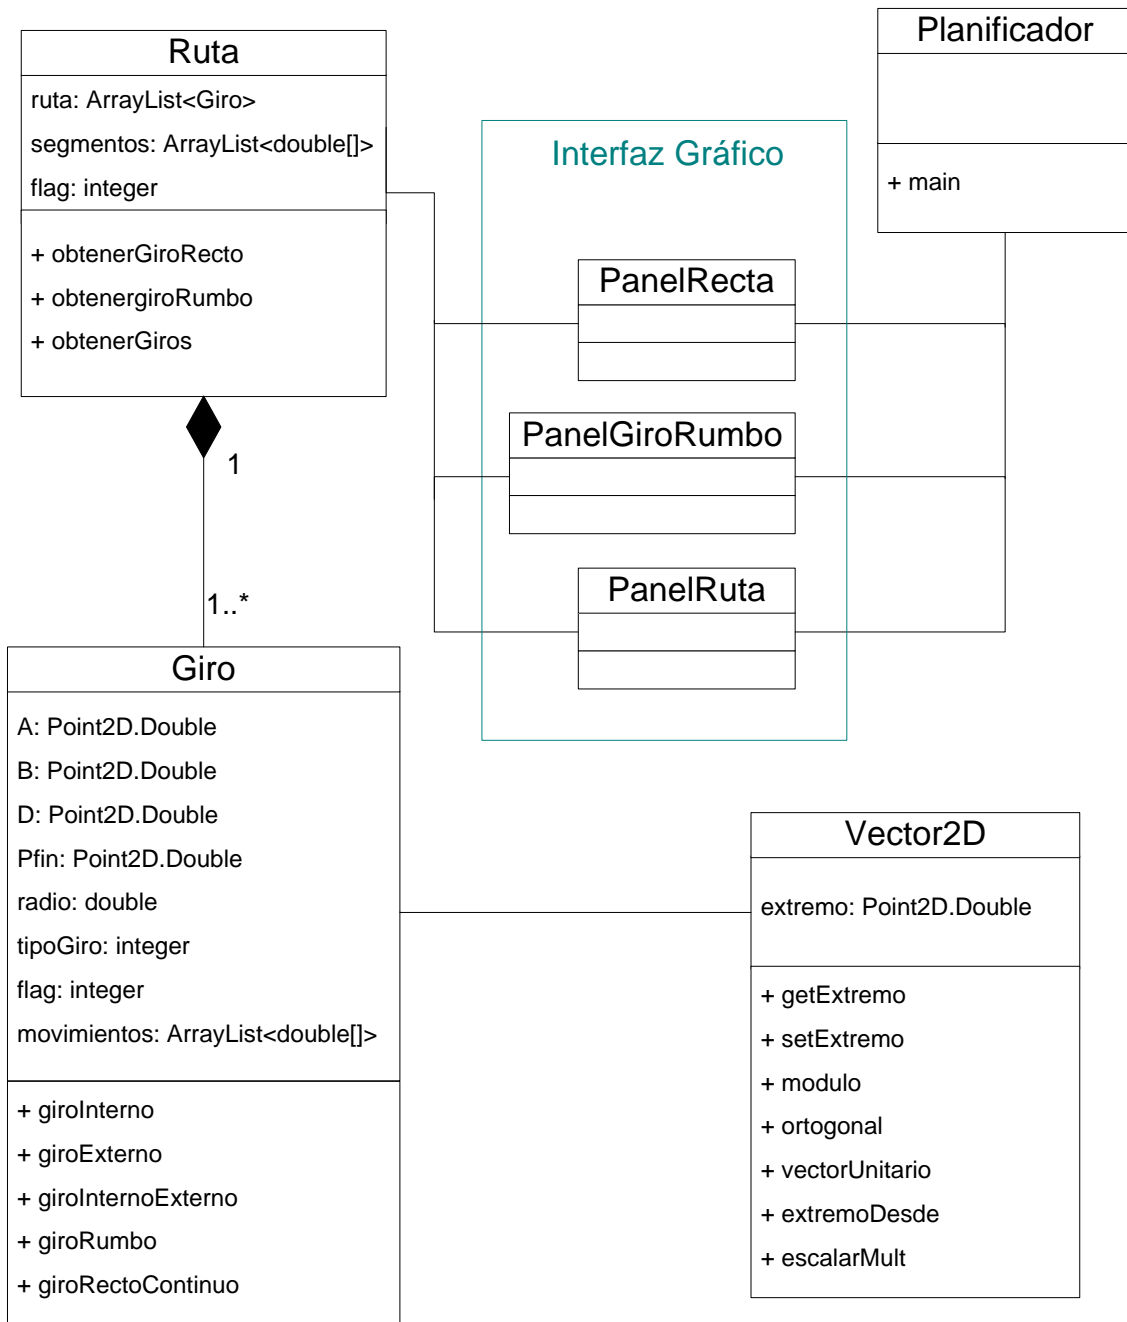 Ruta
ruta: ArrayList<Giro>
segmentos: ArrayList<double[]>
flag: integer
+ obtenerGiroRecto
+ obtenergiroRumbo
+ obtenerGiros
Planificador
+ main
Interfaz Gráfico
PanelRecta
PanelGiroRumbo
PanelRuta
1
1..*
Giro
A: Point2D.Double
B: Point2D.Double
D: Point2D.Double
Pfin: Point2D.Double
radio: double
tipoGiro: integer
flag: integer
movimientos: ArrayList<double[]>
+ giroInterno
+ giroExterno
+ giroInternoExterno
+ giroRumbo
+ giroRectoContinuo
Vector2D
extremo: Point2D.Double
+ getExtremo
+ setExtremo
+ modulo
+ ortogonal
+ vectorUnitario
+ extremoDesde
+ escalarMult